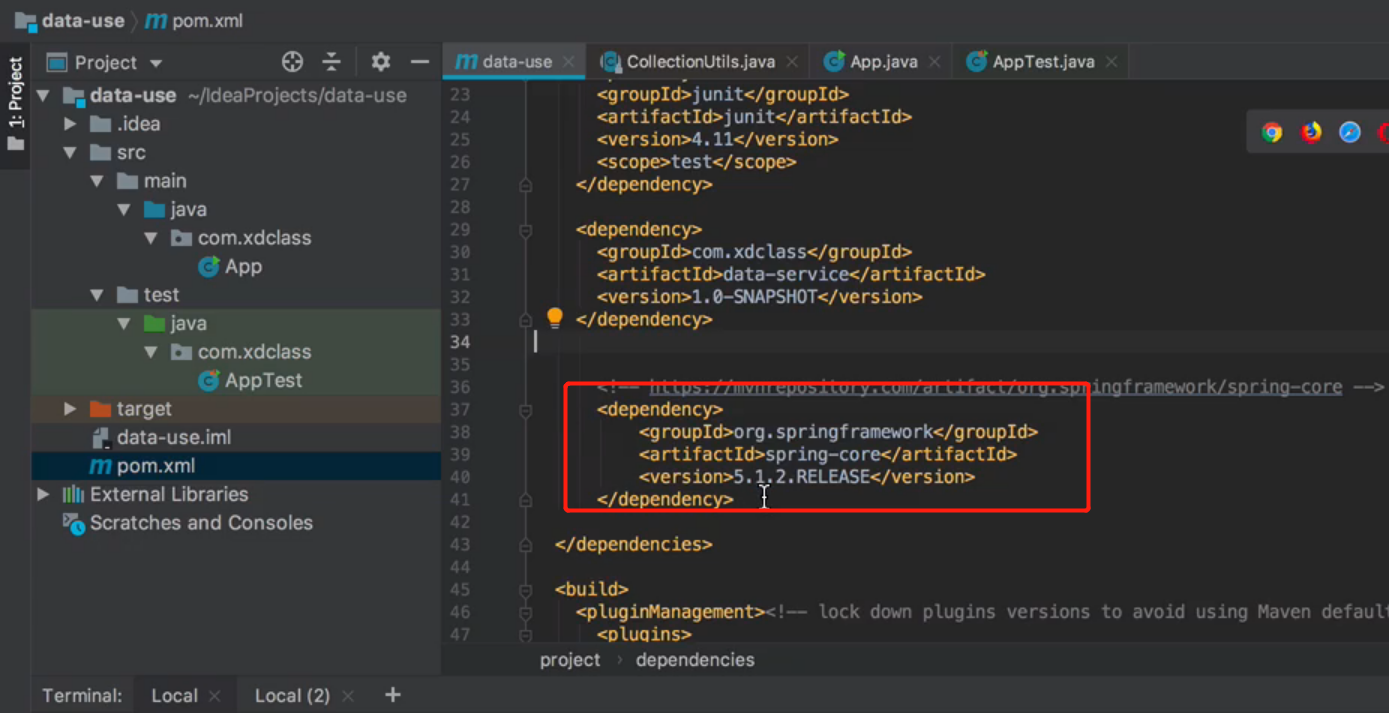 data-use pom.xml
1: Project
Project
data-use ~/IdeaProjects/data-use
.idea
src
main
java
com.xdclass
App
test
java
com.xdclass
AppTest
target
data-use.iml
pom.xml
External Libraries
Scratches and Consoles
data-use CollectionUtils.java App.java AppTest.java
23 <groupId>junit</groupId>
24 <artifactId>junit</artifactId>
25 <version>4.11</version>
26 <scope>test</scope>
27 </dependency>
28
29 <dependency>
30 <groupId>com.xdclass</groupId>
31 <artifactId>data-service</artifactId>
32 <version>1.0-SNAPSHOT</version>
33 </dependency>
34
35
36 <!-- https://mvnrepository.com/artifact/org.springframework/spring-core -->
37 <dependency>
38 <groupId>org.springframework</groupId>
39 <artifactId>spring-core</artifactId>
40 <version>5.1.2.RELEASE</version>
41 </dependency>
42
43 </dependencies>
44
45 <build>
46 <pluginManagement><!-- lock down plugins versions to avoid using Maven default
47 <plugins>
project › dependencies
Terminal: Local Local (2) +